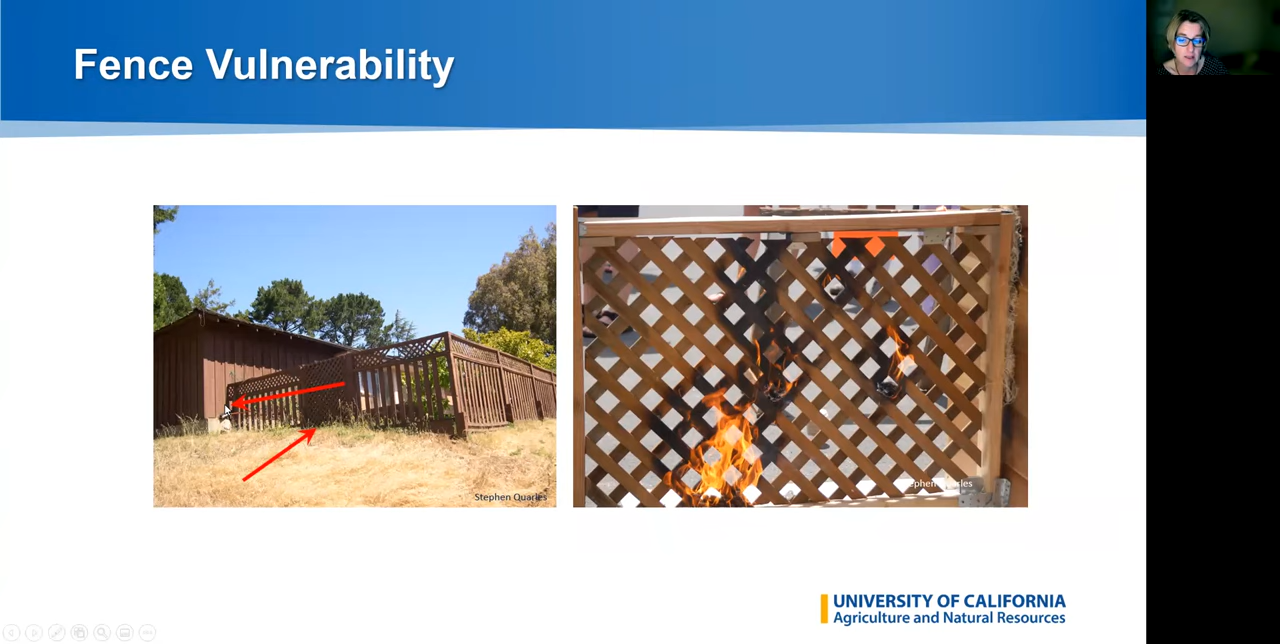 Fence Vulnerability
Stephen Quarles
UNIVERSITY OF CALIFORNIA
Agriculture and Natural Resources